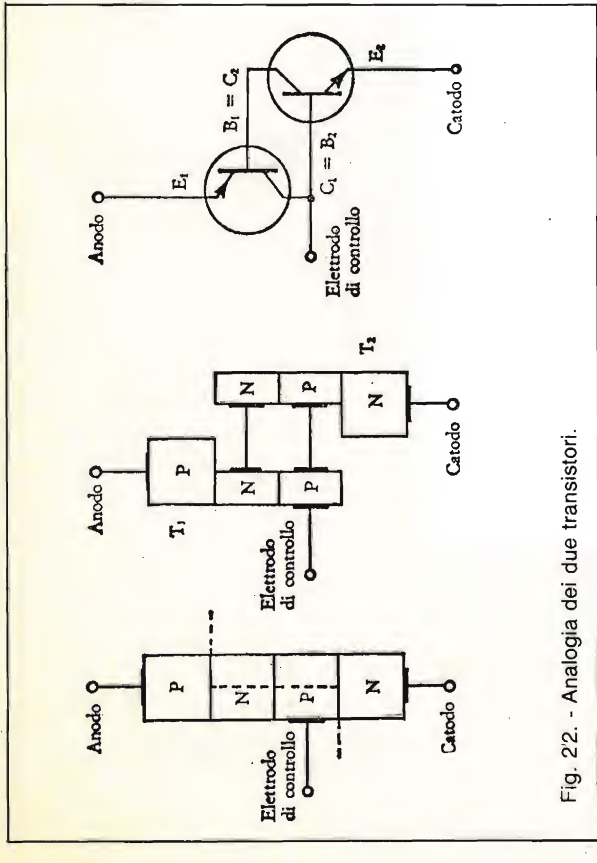 Anodo
P
N
P
N
Elettrodo
di controllo
Catodo
Anodo
T₁
P
N
P
Elettrodo
di controllo
N
P
N
T₂
Catodo
Anodo
E₁
B₁ = C₂
C₁ = B₂
Elettrodo
di controllo
E₂
Catodo
Fig. 2'2. - Analogia dei due transistori.